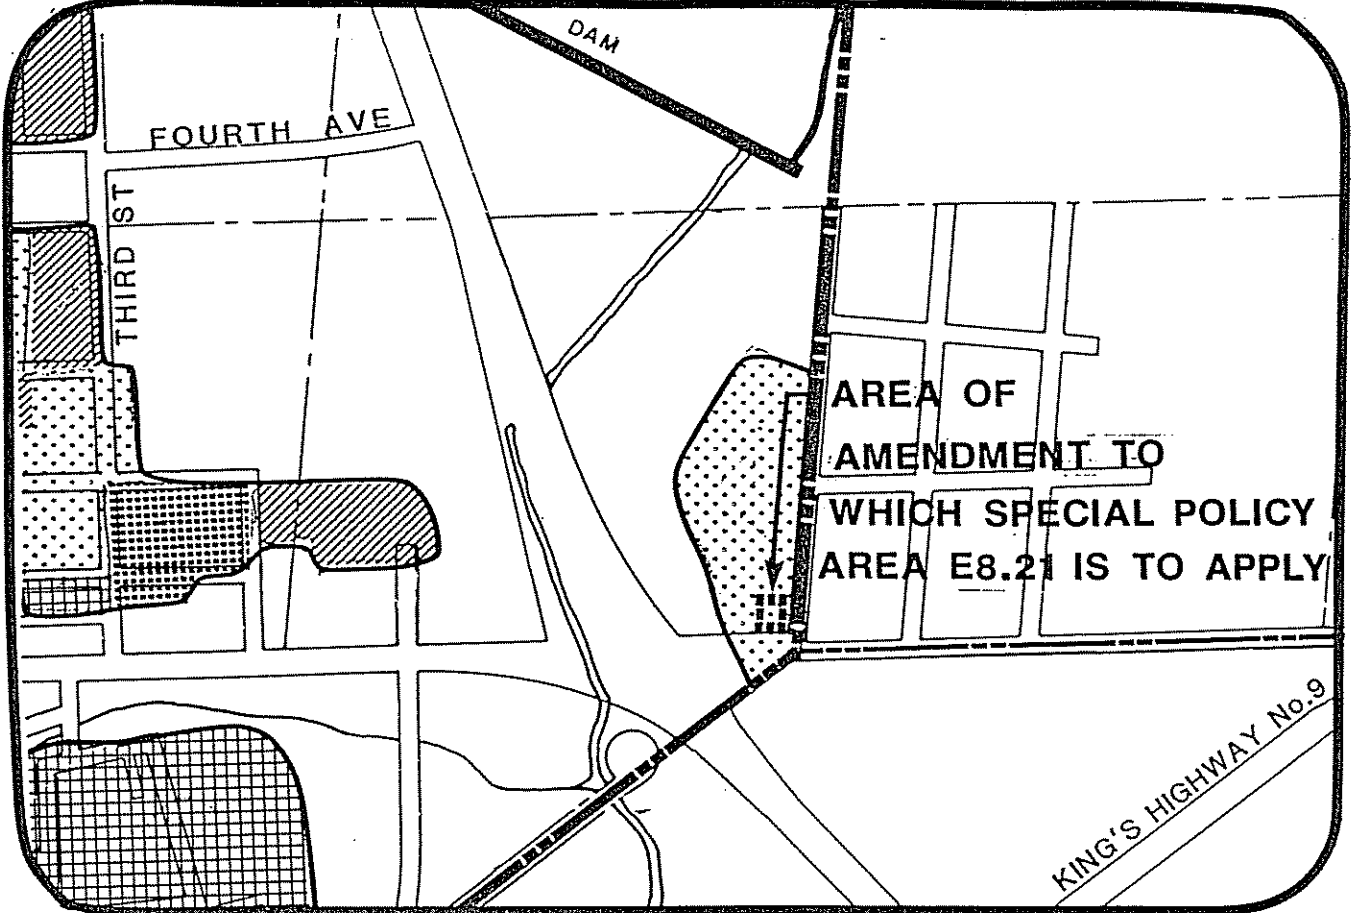 DAM
FOURTH AVE
THIRD ST
AREA OF
AMENDMENT TO
WHICH SPECIAL POLICY
AREA E8.21 IS TO APPLY
KING'S HIGHWAY No.9